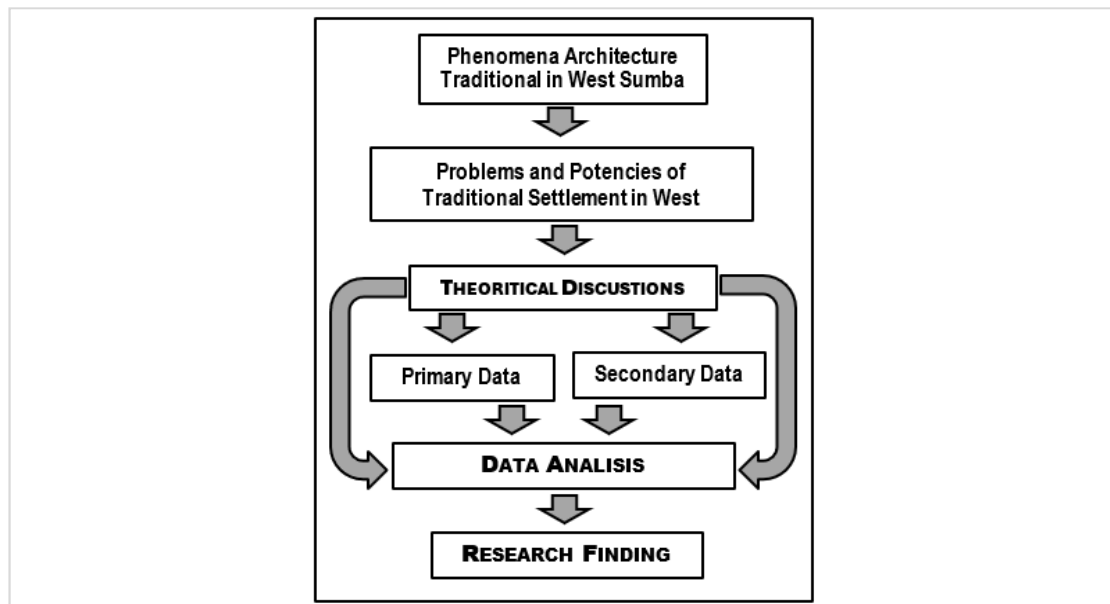 Phenomena Architecture
Traditional in West Sumba
Problems and Potencies of
Traditional Settlement in West
THEORITICAL DISCUSTIONS
Primary Data
Secondary Data
DATA ANALISIS
RESEARCH FINDING